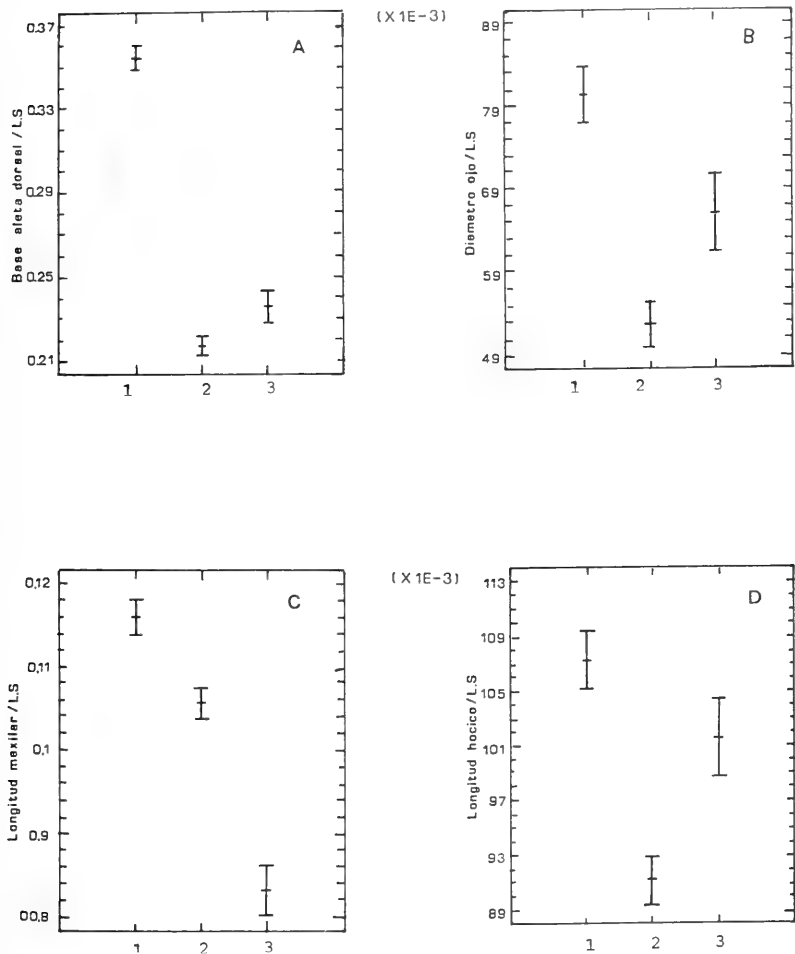 A
Base aleta dorsal / L.S
0.37
0.33
0.29
0.25
0.21
1 2 3
(X1E-3)
B
Diametro ojo / L.S
89
79
69
59
49
1 2 3
C
Longitud maxilar / L.S
0,12
0,11
0,1
0,9
00,8
1 2 3
(X1E-3)
D
Longitud hocico / L.S
113
109
105
101
97
93
89
1 2 3